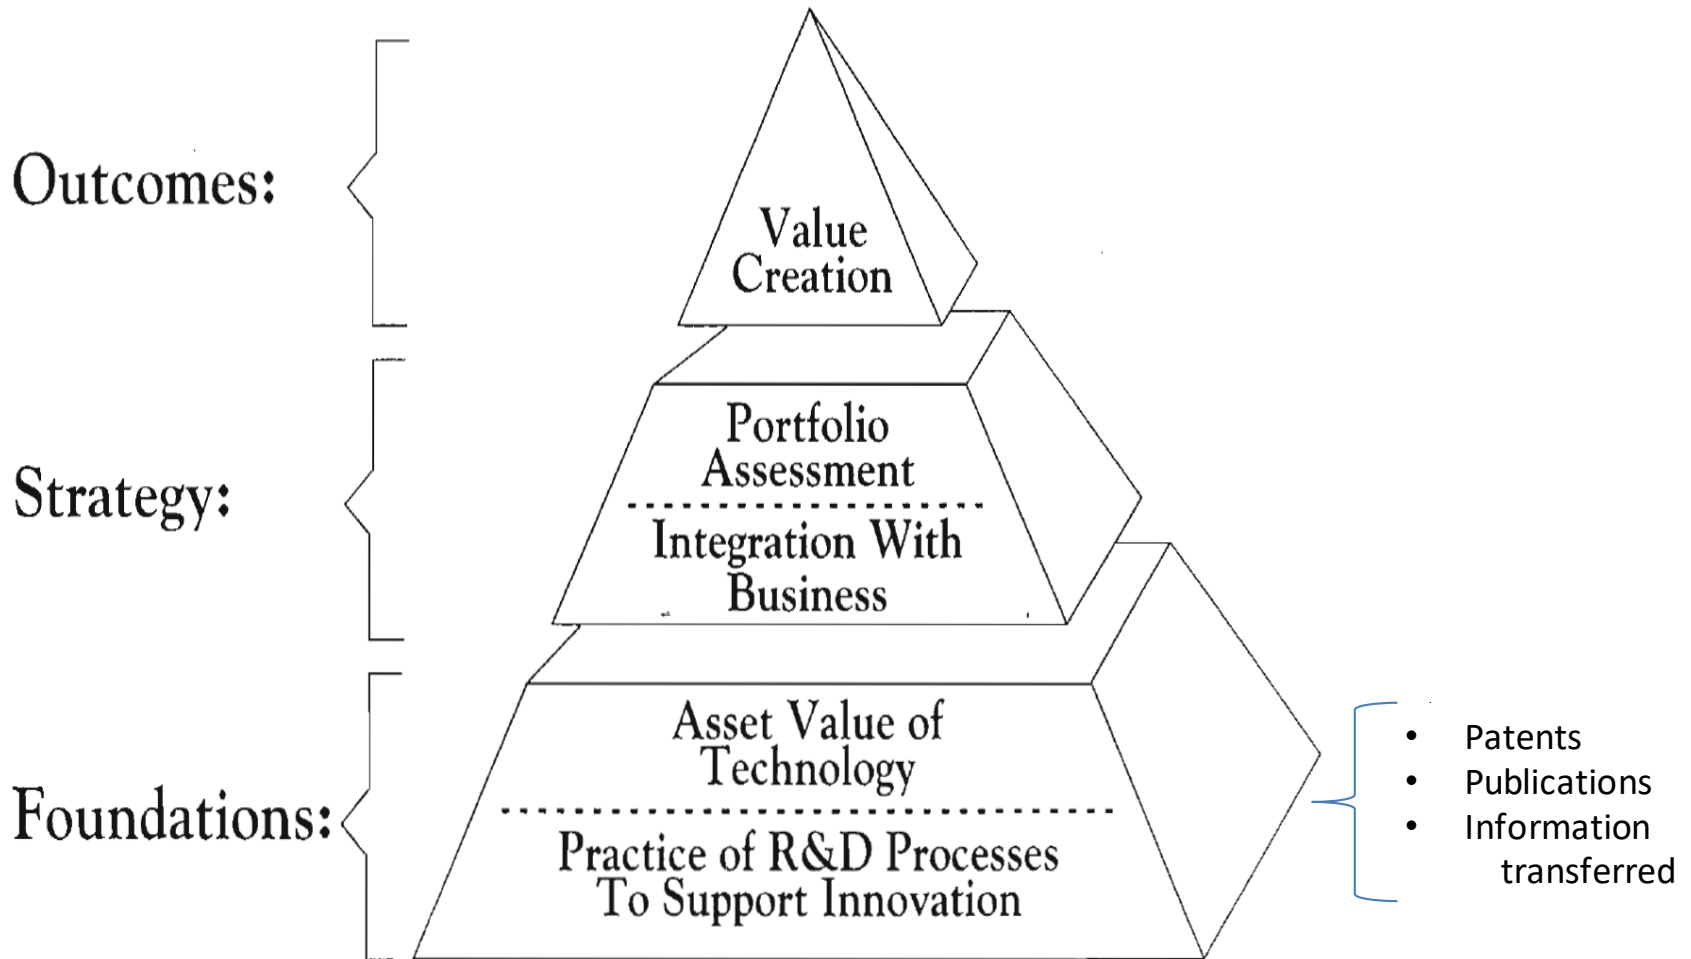 Outcomes:
Value
Creation
Strategy:
Portfolio
Assessment
Integration With
Business
Foundations:
Asset Value of
Technology
Practice of R&D Processes
To Support Innovation
• Patents
• Publications
• Information
transferred